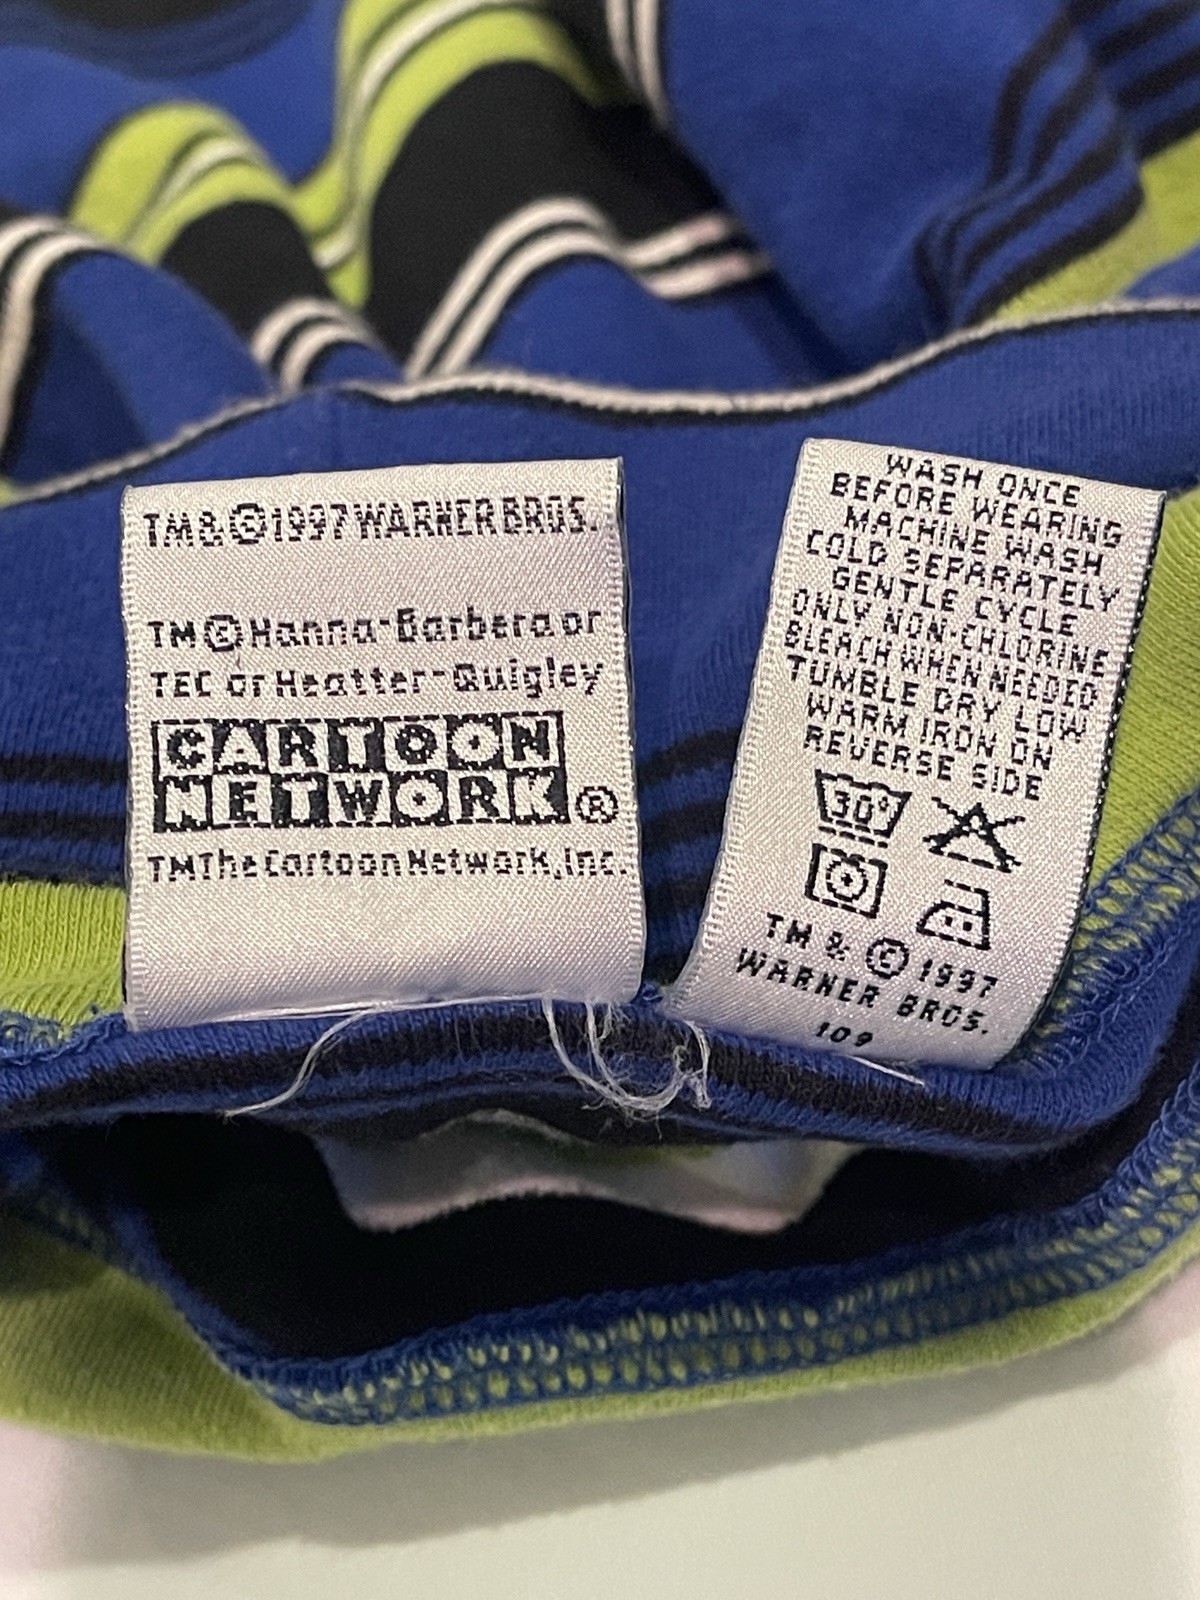 TM&©1997 WARNER BROS.
TM©Hanna-Barbera or
TEC or Heatter-Quigley
CARTOON
NETWORK®
TM The Cartoon Network, Inc.
WASH ONCE
BEFORE WEARING
MACHINE WASH
COLD SEPARATELY
GENTLE CYCLE
ONLY NON-CHLORINE
BLEACH WHEN NEEDED
TUMBLE DRY LOW
WARM IRON ON
REVERSE SIDE
30°
TM & © 1997
WARNER BROS.
109